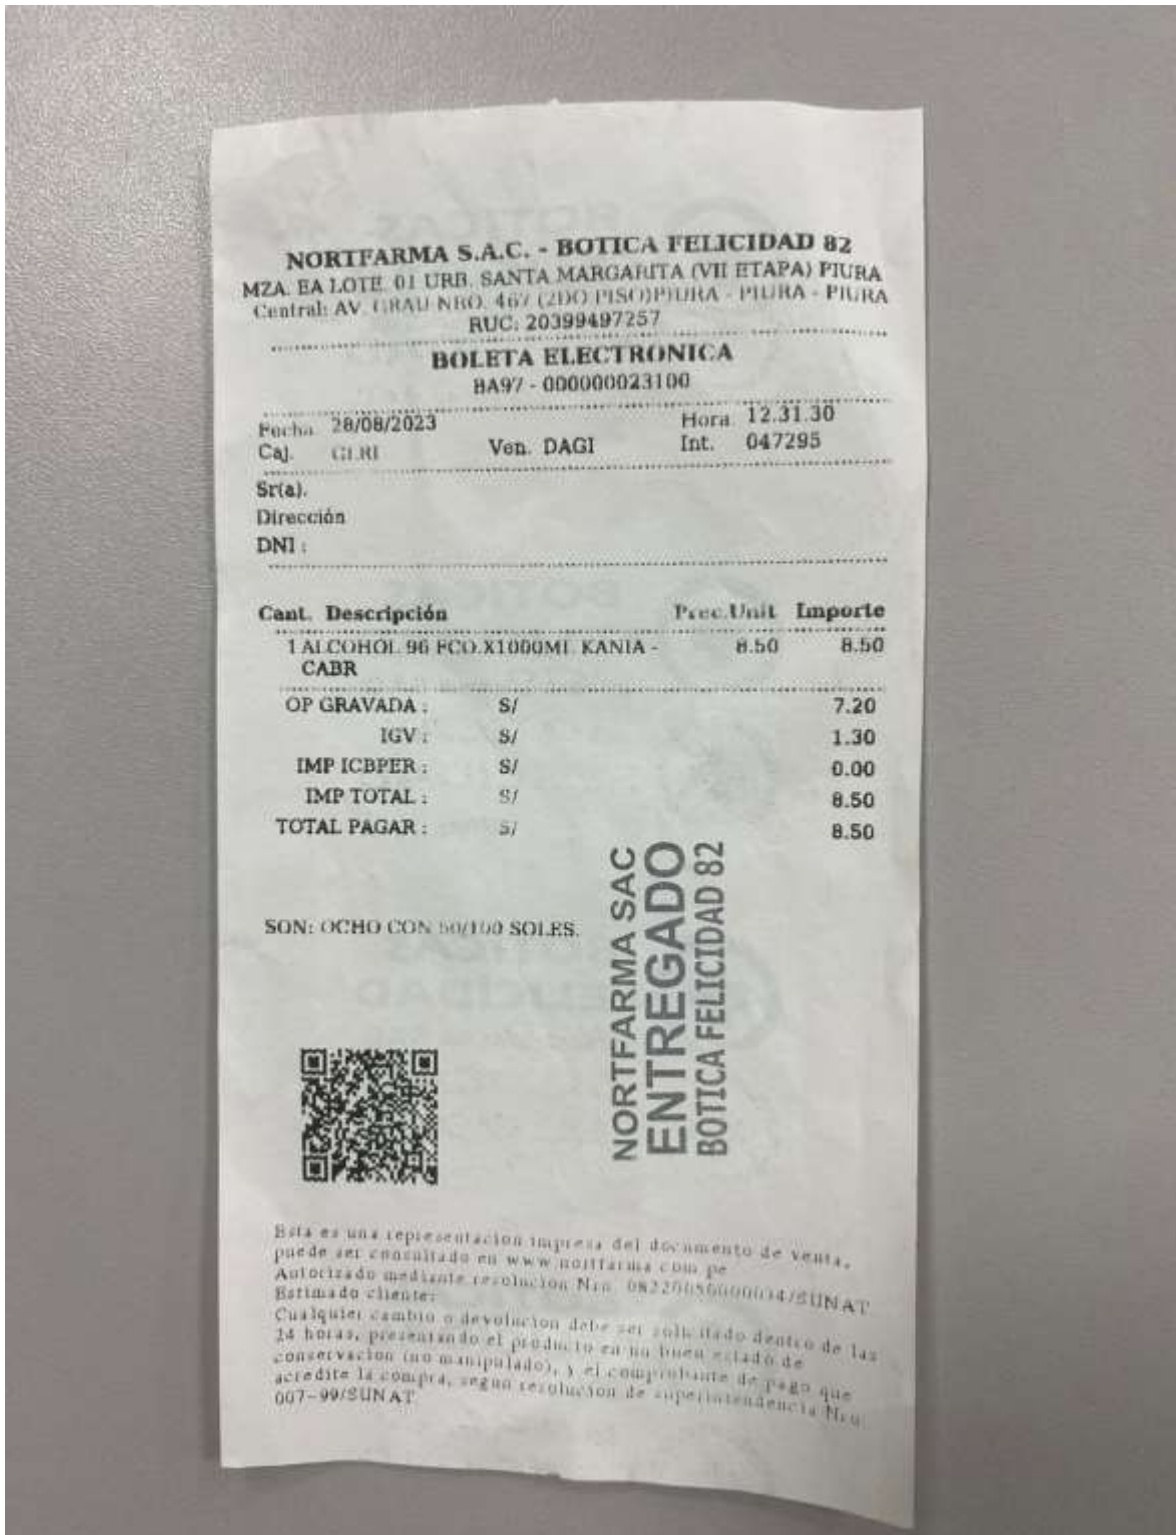 NORTFARMA S.A.C. - BOTICA FELICIDAD 82
MZA. EA LOTE. 01 URB. SANTA MARGARITA (VII ETAPA) PIURA
Central: AV. GRAU NRO. 467 (2DO PISO)PIURA - PIURA - PIURA
RUC: 20399497257
BOLETA ELECTRONICA
BA97 - 000000023100
Fecha 28/08/2023 Hora 12.31.30
Caj. Ven. DAGI Int. 047295
Sr(a).
Dirección
DNI :
Cant. Descripción Prec.Unit Importe
1 ALCOHOL 96 FCO.X1000ML KANIA - 8.50 8.50
CABR
OP GRAVADA : S/ 7.20
IGV : S/ 1.30
IMP ICBPER : S/ 0.00
IMP TOTAL : S/ 8.50
TOTAL PAGAR : S/ 8.50
SON: OCHO CON 50/100 SOLES.
NORTFARMA SAC
ENTREGADO
BOTICA FELICIDAD 82
Esta es una representacion impresa del documento de venta,
puede ser consultado en www.nortfarma.com.pe
Autorizado mediante resolucion Nro. /SUNAT
Estimado cliente:
Cualquier cambio o devolucion debe ser solicitado dentro de las
24 horas, presentando el producto en un buen estado de
conservacion (no manipulado), y el comprobante de pago que
acredite la compra, segun resolucion de superintendencia Nro.
007-99/SUNAT